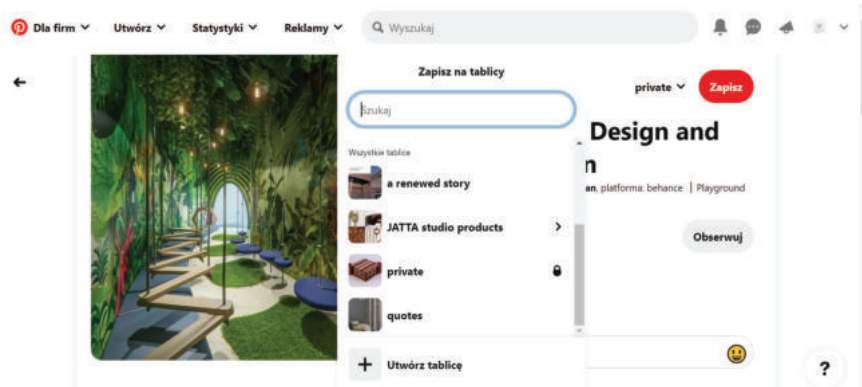 Dla firm Utwórz Statystyki Reklamy Wyszukaj
Zapisz na tablicy
private Zapisz
Szukaj
Design and
n
Wszystkie tablice
an, platforma: behance | Playground
a renewed story
JATTA studio products
Obserwuj
private
quotes
+ Utwórz tablicę
?